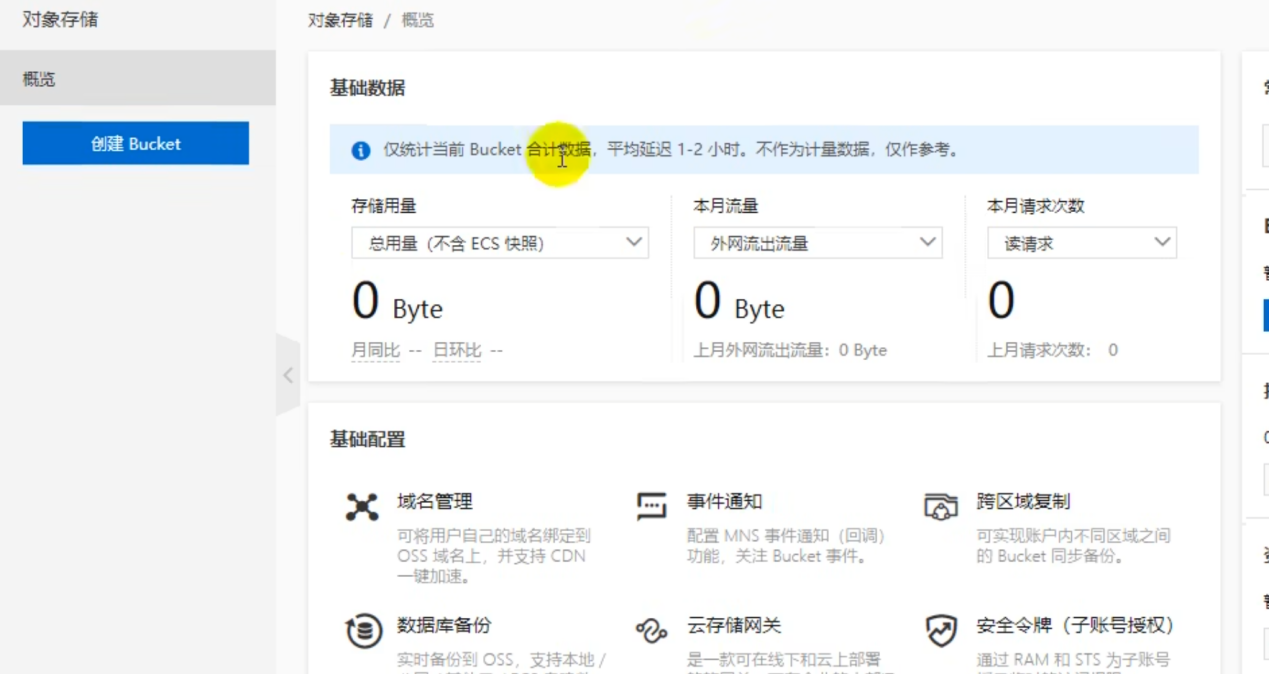 对象存储
对象存储 / 概览
概览
创建 Bucket
基础数据
仅统计当前 Bucket 合计数据，平均延迟 1-2 小时。不作为计量数据，仅作参考。
存储用量
总用量（不含 ECS 快照）
0 Byte
月同比 -- 日环比 --
本月流量
外网流出流量
0 Byte
上月外网流出流量：0 Byte
本月请求次数
读请求
0
上月请求次数： 0
基础配置
域名管理
可将用户自己的域名绑定到
OSS 域名上，并支持 CDN
一键加速。
事件通知
配置 MNS 事件通知（回调）
功能，关注 Bucket 事件。
跨区域复制
可实现账户内不同区域之间
的 Bucket 同步备份。
数据库备份
实时备份到 OSS，支持本地 /
云存储网关
是一款可在线下和云上部署
安全令牌（子账号授权）
通过 RAM 和 STS 为子账号